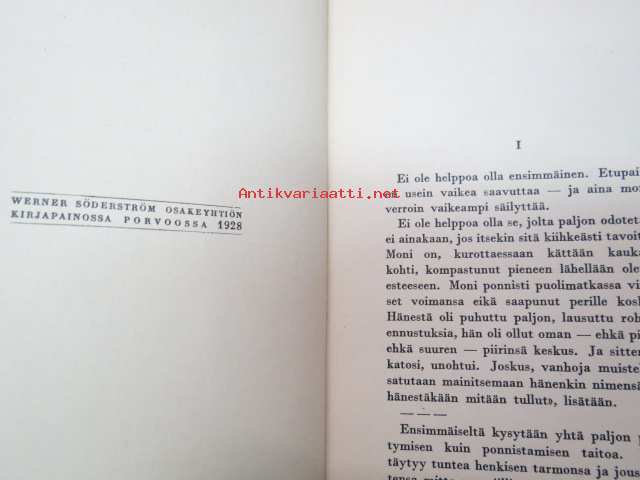 WERNER SÖDERSTRÖM OSAKEYHTIÖN
KIRJAPAINOSSA PORVOOSSA 1928
Antikvariaatti.net
I
Ei ole helppoa olla ensimmäinen. Etupai
on usein vaikea saavuttaa — ja aina mo
verroin vaikeampi säilyttää.
Ei ole helppoa olla se, jolta paljon odotet
ei ainakaan, jos itsekin sitä kiihkeästi tavoit
Moni on, kurottaessaan kättään kauka
kohti, kompastunut pieneen lähellään ole
esteeseen. Moni ponnisti puolimatkassa vi
set voimansa eikä saapunut perille kosk
Hänestä oli puhuttu paljon, lausuttu roh
ennustuksia, hän oli ollut oman — ehkä pi
ehkä suuren — piirinsä keskus. Ja sitten
katosi, unohtui. Joskus, vanhoja muistel
satutaan mainitsemaan hänenkin nimensä
hänestäkään mitään tullut», lisätään.
———
Ensimmäiseltä kysytään yhtä paljon p
tymisen kuin ponnistamisen taitoa.
täytyy tuntea henkisen tarmonsa ja jous